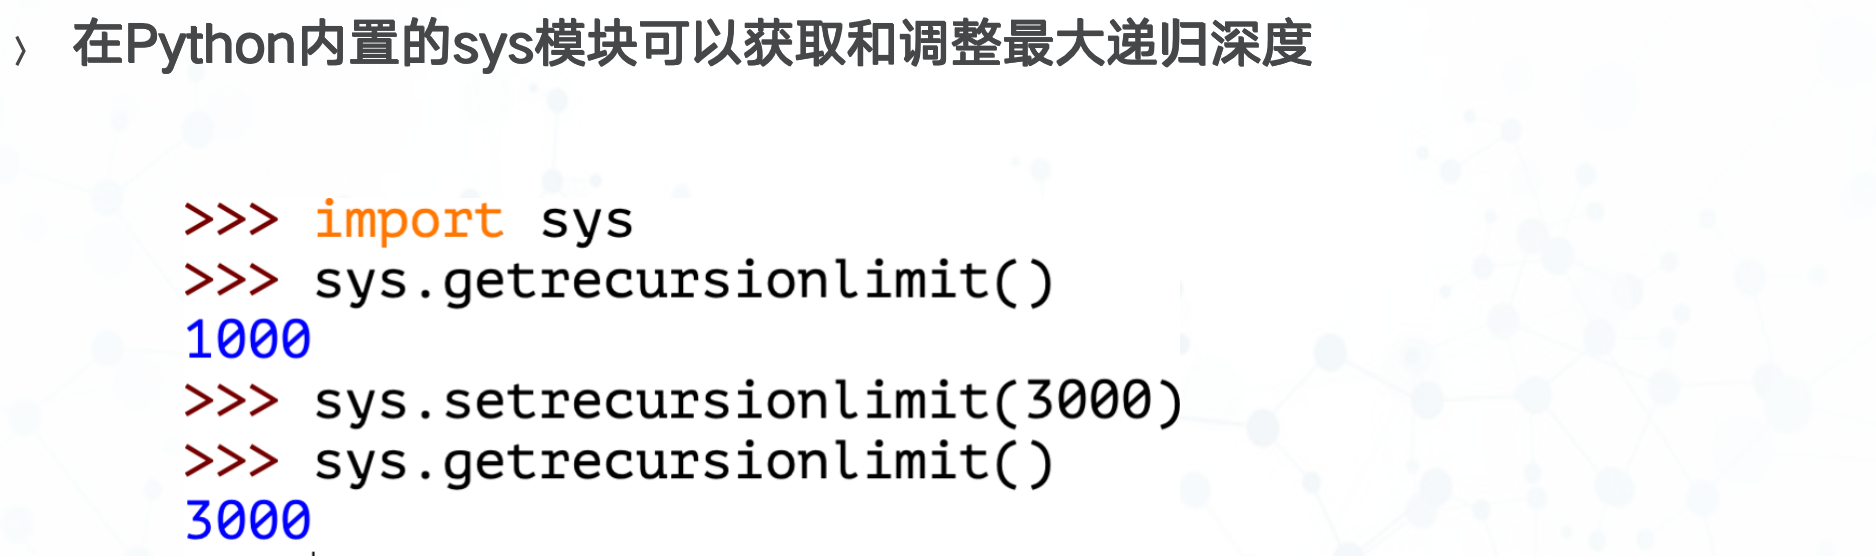 › 在Python内置的sys模块可以获取和调整最大递归深度
>>> import sys
>>> sys.getrecursionlimit()
1000
>>> sys.setrecursionlimit(3000)
>>> sys.getrecursionlimit()
3000